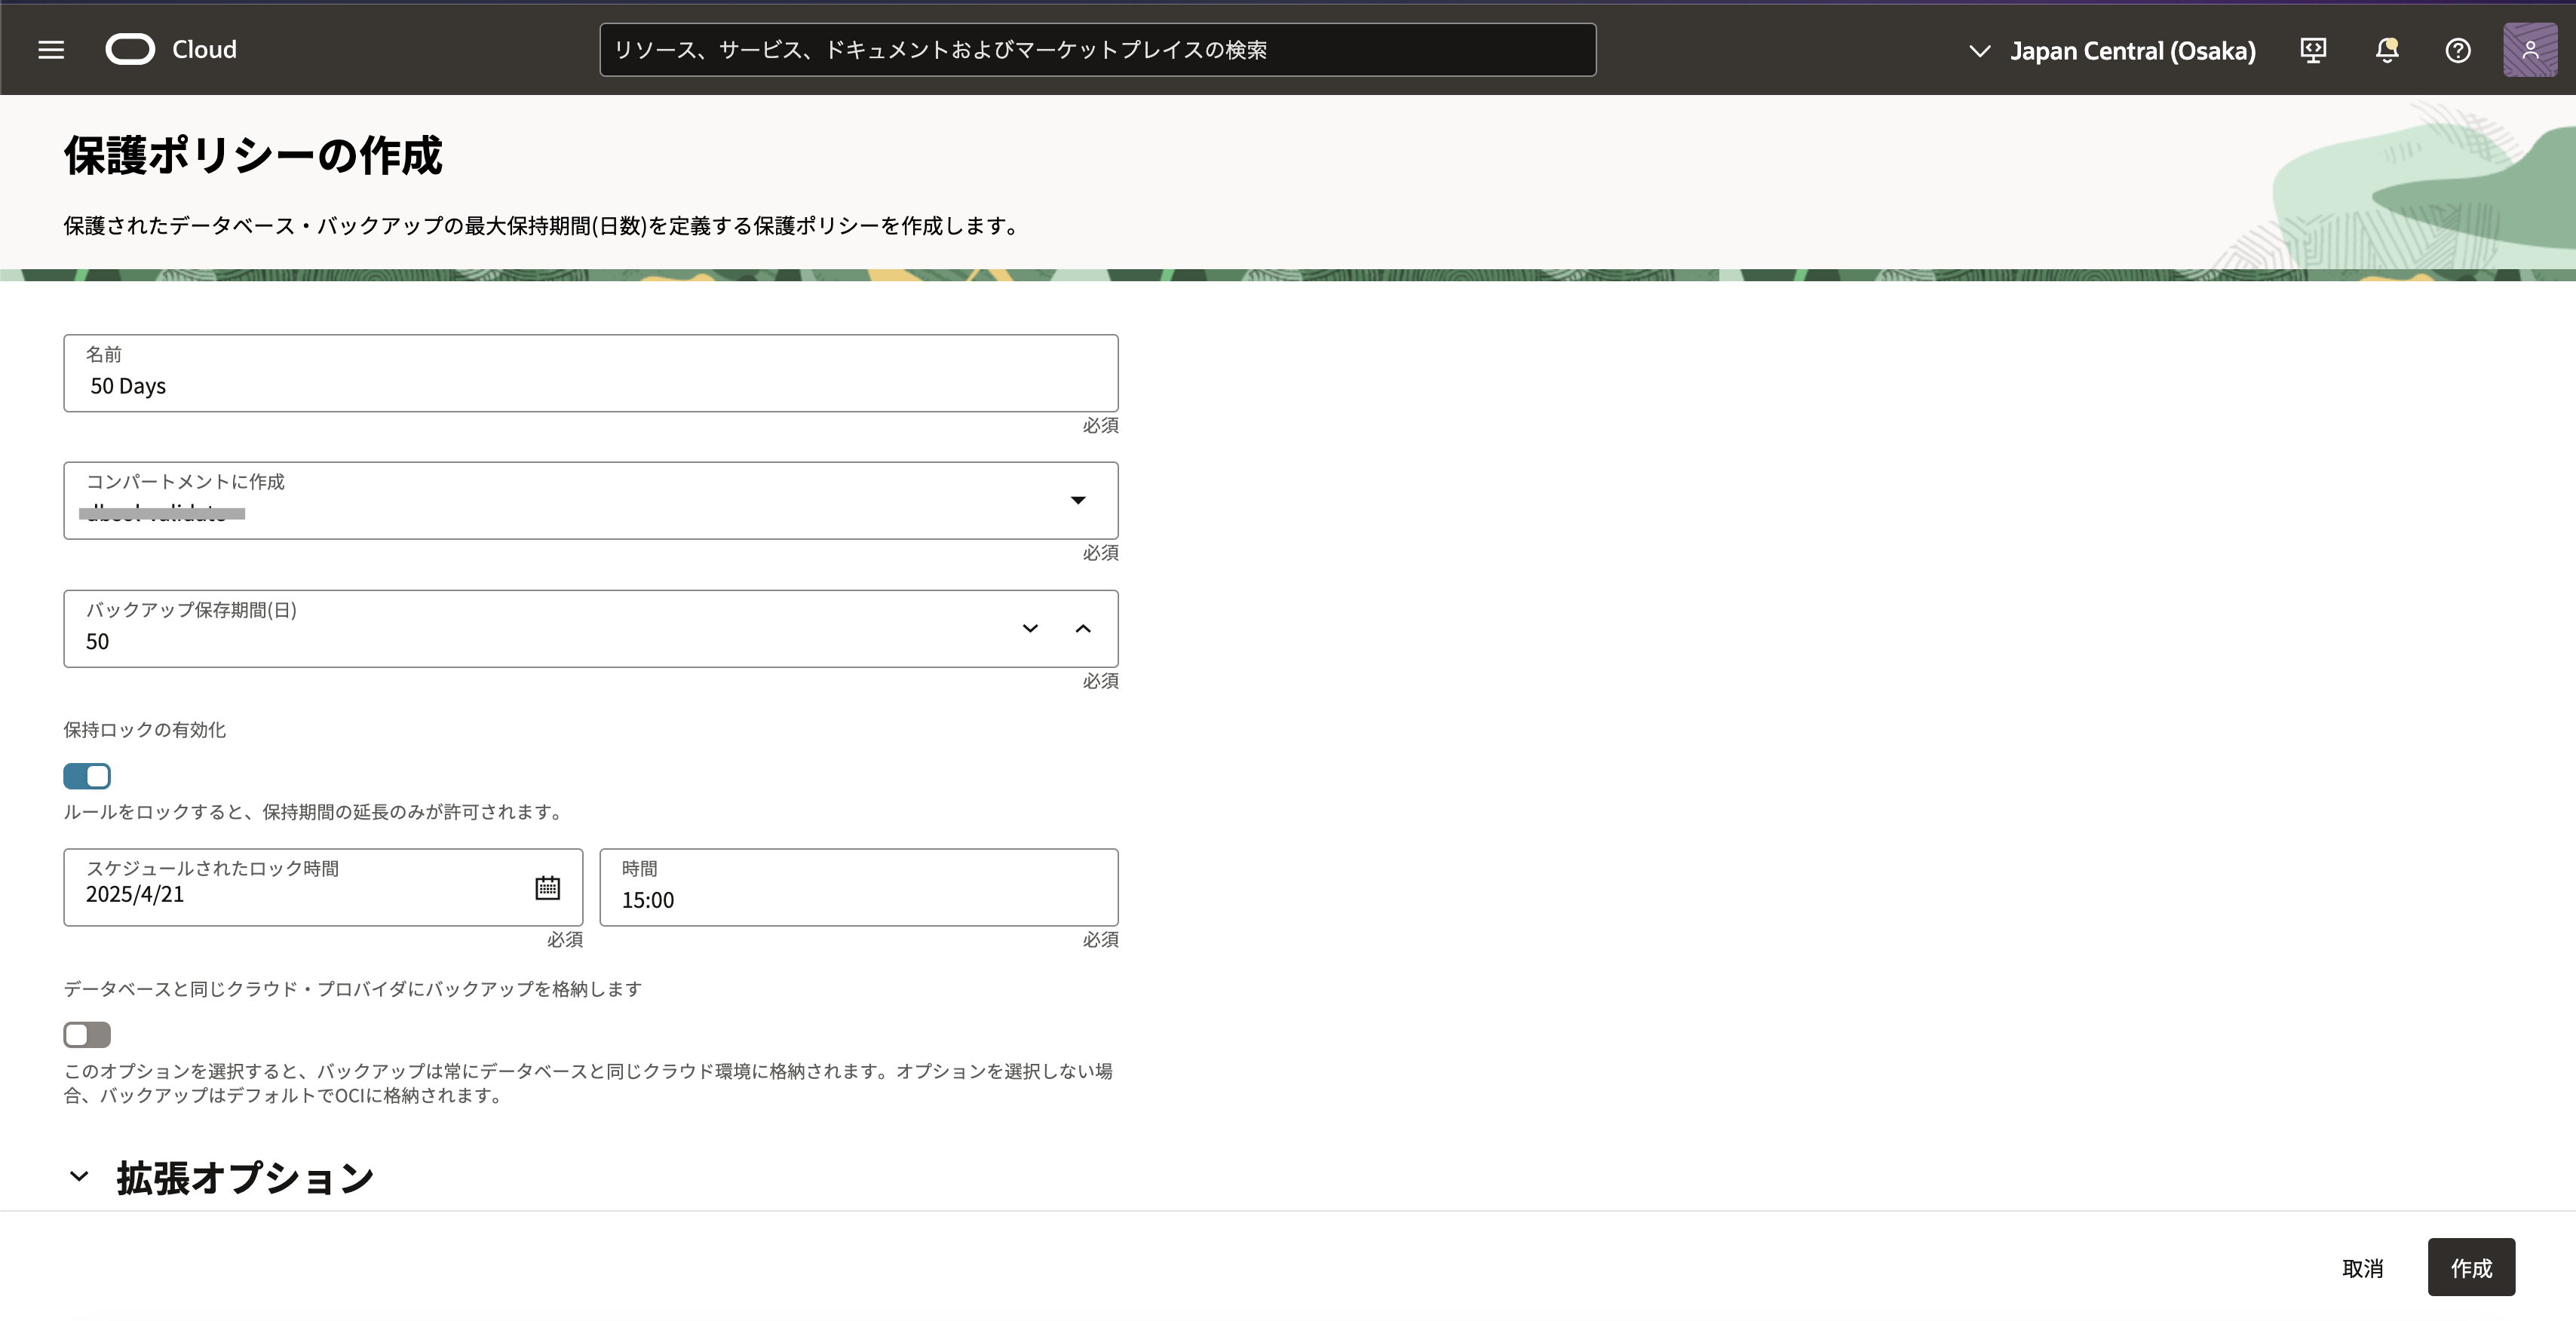 Cloud
リソース、サービス、ドキュメントおよびマーケットプレイスの検索
Japan Central (Osaka)
保護ポリシーの作成
保護されたデータベース・バックアップの最大保持期間(日数)を定義する保護ポリシーを作成します。
名前
50 Days
必須
コンパートメントに作成
必須
バックアップ保存期間(日)
50
必須
保持ロックの有効化
ルールをロックすると、保持期間の延長のみが許可されます。
スケジュールされたロック時間
2025/4/21
必須
時間
15:00
必須
データベースと同じクラウド・プロバイダにバックアップを格納します
このオプションを選択すると、バックアップは常にデータベースと同じクラウド環境に格納されます。オプションを選択しない場
合、バックアップはデフォルトでOCIに格納されます。
拡張オプション
取消
作成